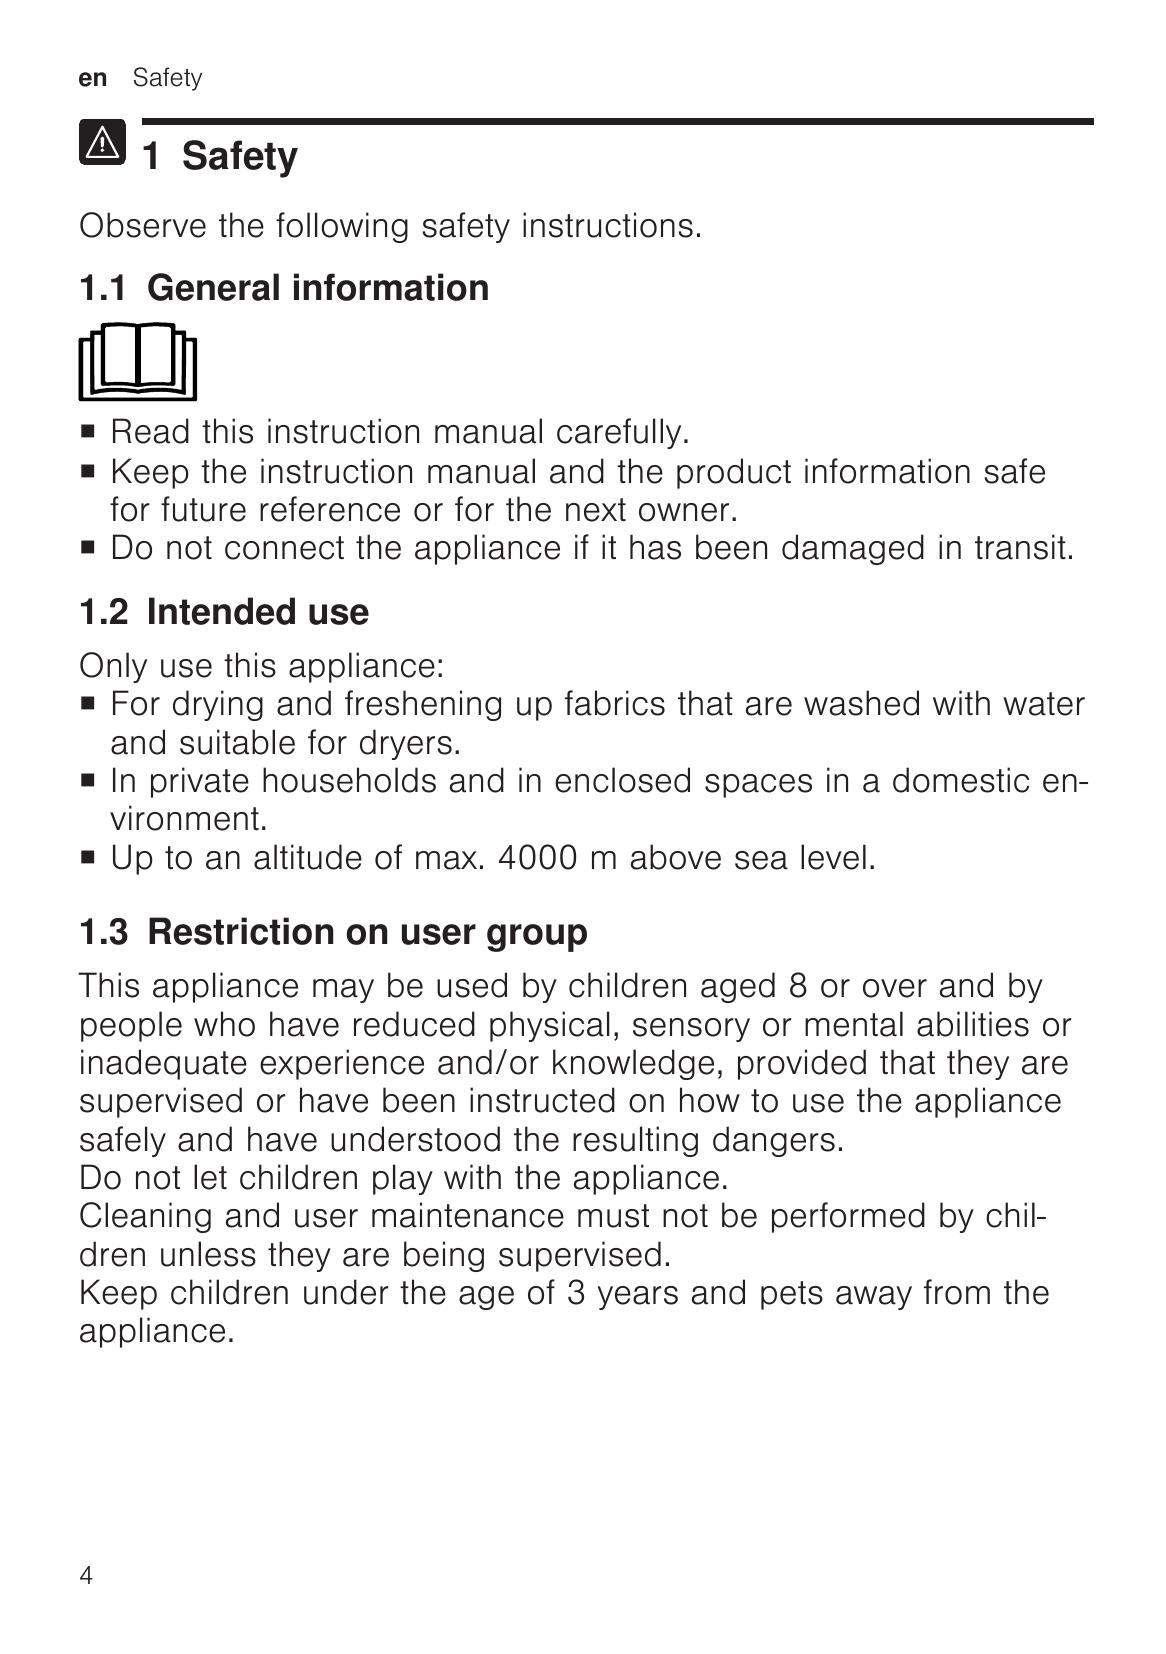 en Safety
1 Safety
Observe the following safety instructions.
1.1 General information
■ Read this instruction manual carefully.
■ Keep the instruction manual and the product information safe
for future reference or for the next owner.
■ Do not connect the appliance if it has been damaged in transit.
1.2 Intended use
Only use this appliance:
■ For drying and freshening up fabrics that are washed with water
and suitable for dryers.
■ In private households and in enclosed spaces in a domestic en-
vironment.
■ Up to an altitude of max. 4000 m above sea level.
1.3 Restriction on user group
This appliance may be used by children aged 8 or over and by
people who have reduced physical, sensory or mental abilities or
inadequate experience and/or knowledge, provided that they are
supervised or have been instructed on how to use the appliance
safely and have understood the resulting dangers.
Do not let children play with the appliance.
Cleaning and user maintenance must not be performed by chil-
dren unless they are being supervised.
Keep children under the age of 3 years and pets away from the
appliance.
4